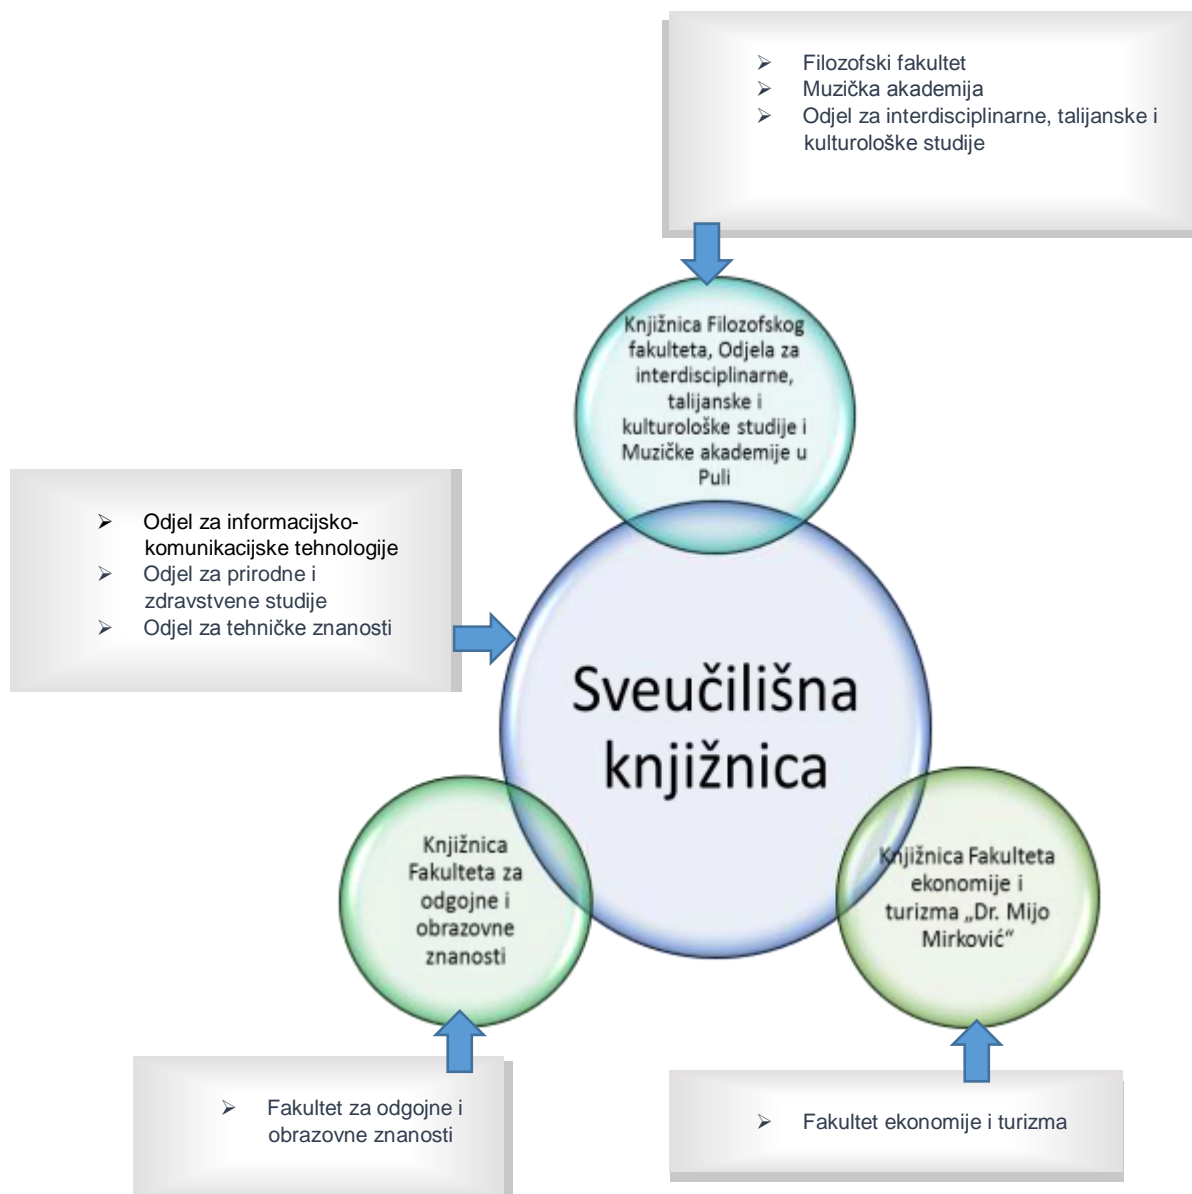 ➢ Filozofski fakultet
➢ Muzička akademija
➢ Odjel za interdisciplinarne, talijanske i
kulturološke studije
Knjižnica Filozofskog
fakulteta, Odjela za
interdisciplinarne,
talijanske i
kulturološke studije i
Muzičke akademije u
Puli
➢ Odjel za informacijsko-
komunikacijske tehnologije
➢ Odjel za prirodne i
zdravstvene studije
➢ Odjel za tehničke znanosti
Sveučilišna
knjižnica
Knjižnica
Fakulteta za
odgojne i
obrazovne
znanosti
Knjižnica Fakulteta
ekonomije i
turizma „Dr. Mijo
Mirković“
➢ Fakultet za odgojne i
obrazovne znanosti
➢ Fakultet ekonomije i turizma